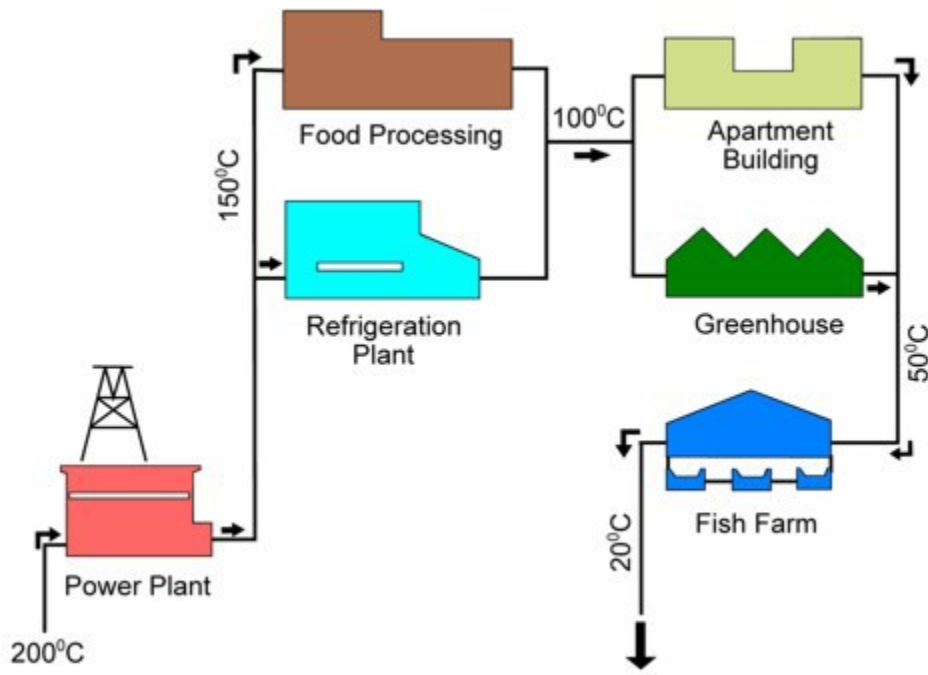 Food Processing
100⁰C
Apartment
Building
150⁰C
Refrigeration
Plant
Greenhouse
50⁰C
Power Plant
200⁰C
Fish Farm
20⁰C